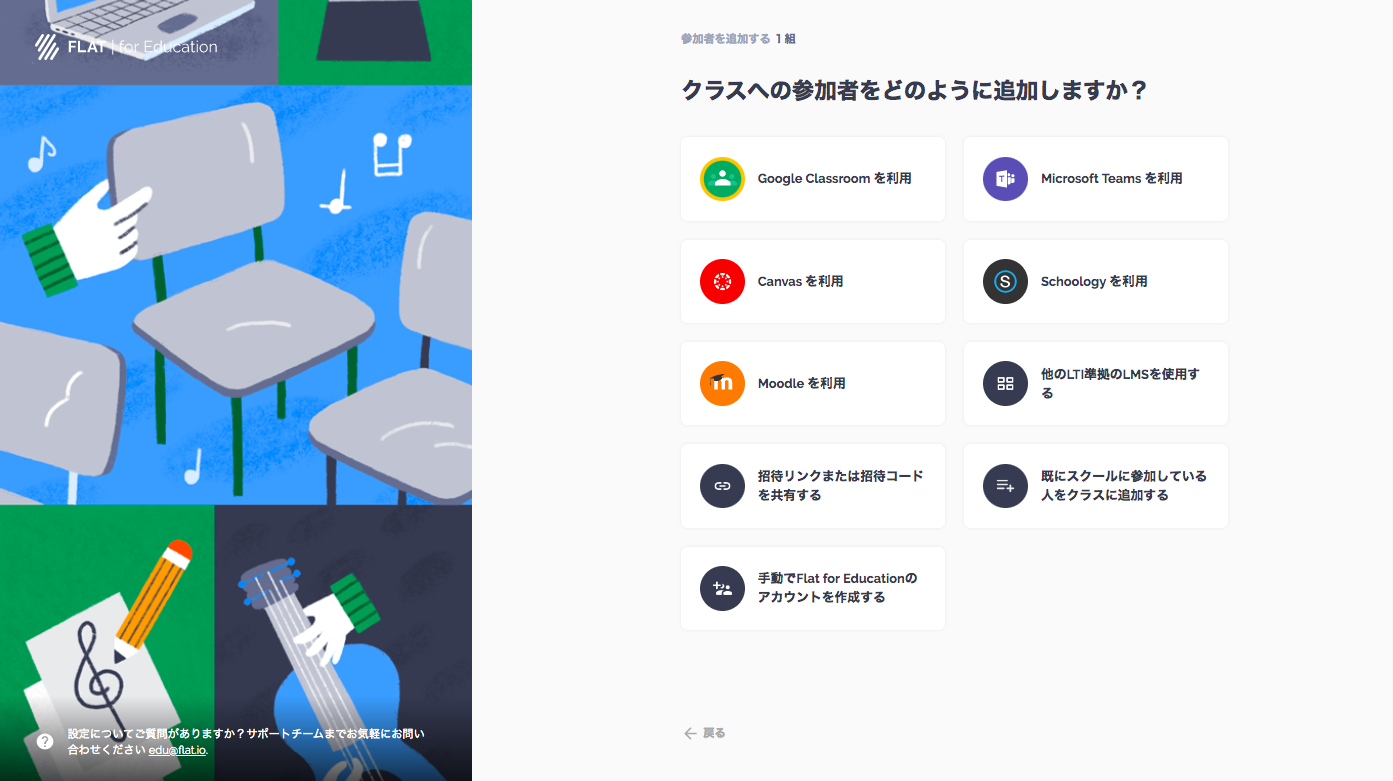 FLAT | for Education
設定についてご質問がありますか？サポートチームまでお気軽にお問い
合わせください edu@flat.io.
参加者を追加する 1 組
クラスへの参加者をどのように追加しますか？
Google Classroom を利用
Microsoft Teams を利用
Canvas を利用
Schoology を利用
Moodle を利用
他のLTI準拠のLMSを使用す
る
招待リンクまたは招待コード
を共有する
既にスクールに参加している
人をクラスに追加する
手動でFlat for Educationの
アカウントを作成する
戻る